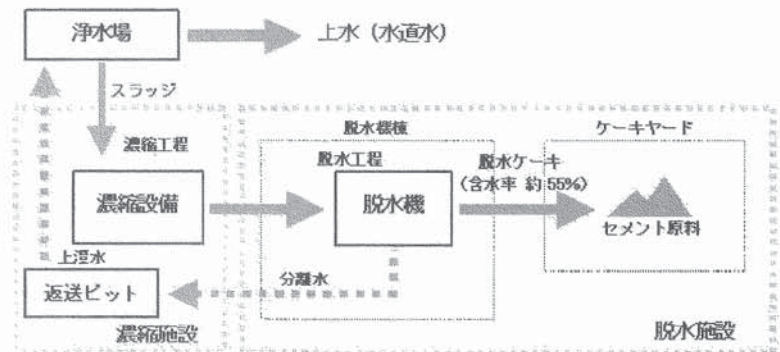 浄水場
上水（水道水）
スラッジ
濃縮工程
濃縮設備
上澄水
返送ピット
濃縮施設
脱水機棟
脱水工程
脱水機
分離水
脱水ケーキ
（含水率 約55%）
ケーキヤード
セメント原料
脱水施設